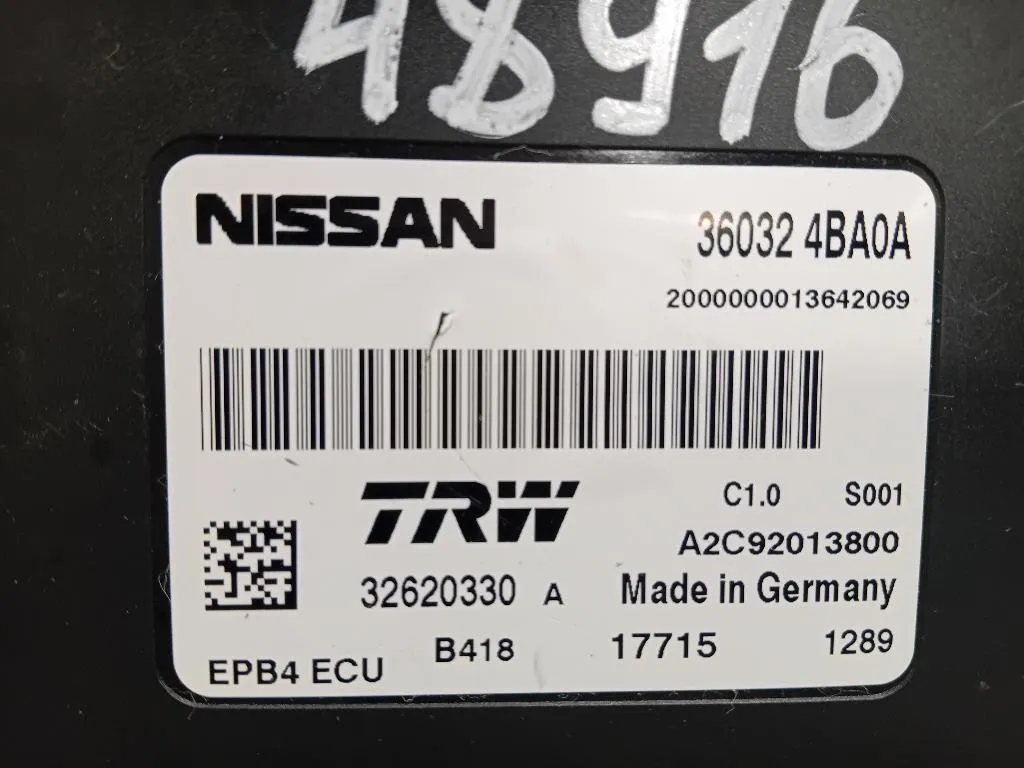 48916
NISSAN
36032 4BA0A
2000000013642069
TRW
C1.0 S001
A2C92013800
32620330 A
Made in Germany
B418 17715 1289
EPB4 ECU